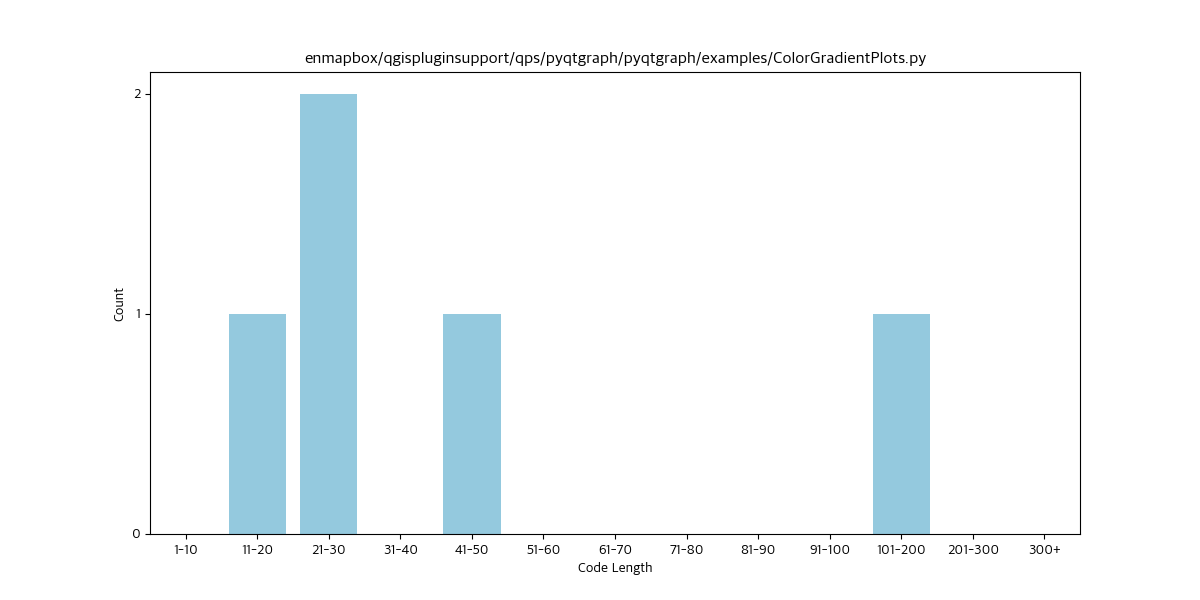 enmapbox/qgispluginsupport/qps/pyqtgraph/pyqtgraph/examples/ColorGradientPlots.py
2
1
0
Count
1-10 11-20 21-30 31-40 41-50 51-60 61-70 71-80 81-90 91-100 101-200 201-300 300+
Code Length